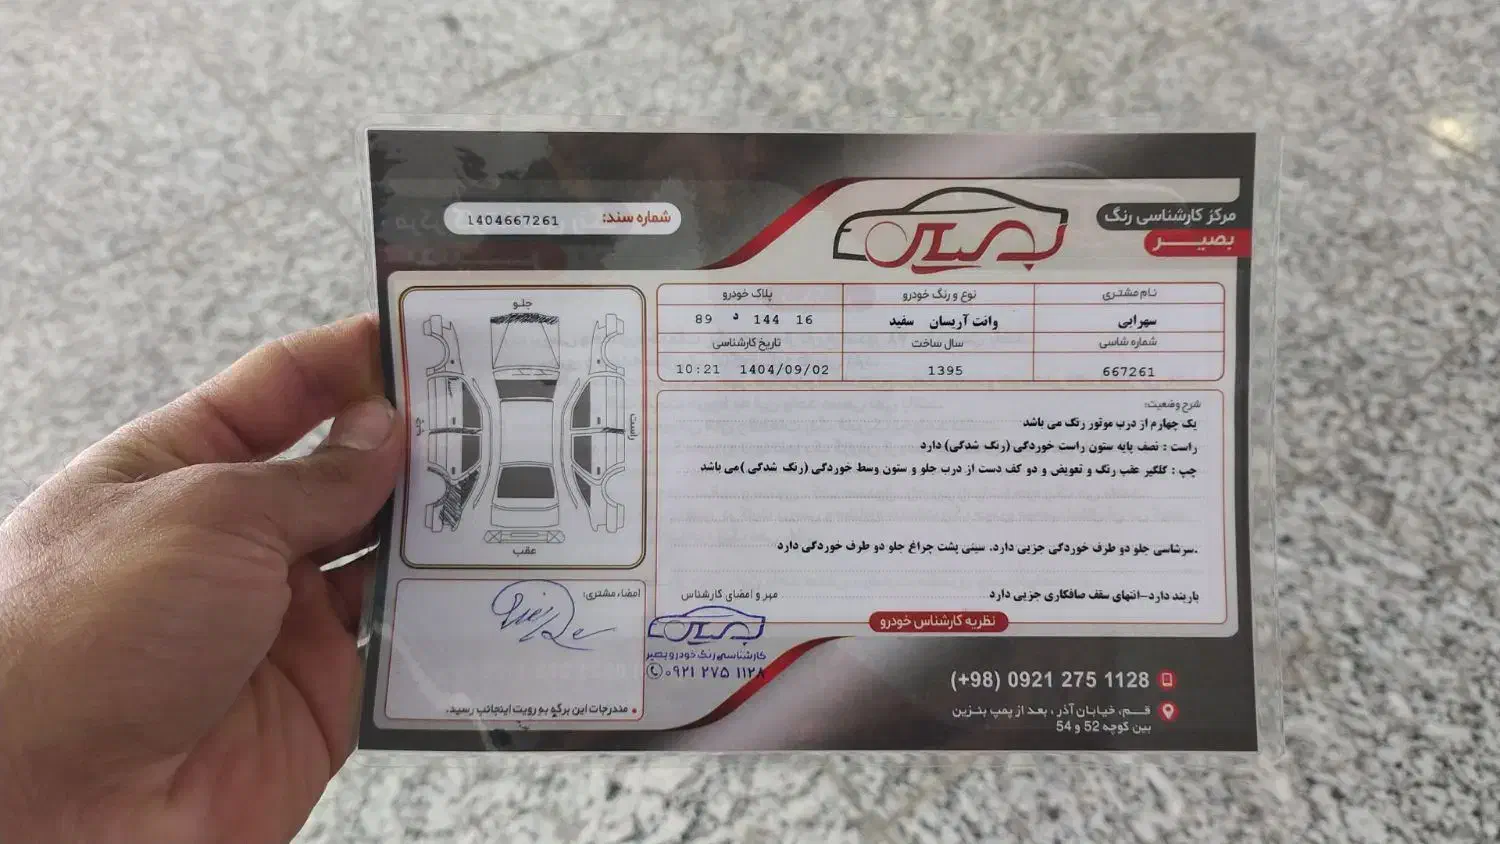 مرکز کارشناسی رنگ
بصیر
بصیر
شماره سند: 1404667261
نام مشتری
نوع و رنگ خودرو
پلاک خودرو
سهرابی
وانت آریسان سفید
89 د 144 16
شماره شاسی
سال ساخت
تاریخ کارشناسی
667261
1395
1404/09/02 10:21
شرح وضعیت:
یک چهارم از درب موتور رنگ می باشد
راست : نصف پایه ستون راست خوردگی (رنگ شدگی) دارد
چپ : گلگیر عقب رنگ و تعویض و دو کف دست از درب جلو و ستون وسط خوردگی (رنگ شدگی )می باشد
.سرشاسی جلو دو طرف خوردگی جزیی دارد. سینی پشت چراغ جلو دو طرف خوردگی دارد
باربند دارد-انتهای سقف صافکاری جزیی دارد
مهر و امضای کارشناس
نظریه کارشناس خودرو
جلو
راست
چپ
عقب
امضاء مشتری:
مندرجات این برگه به رویت اینجانب رسید.
بصیر
کارشناسی رنگ خودرو بصیر
۰۹۲۱ ۲۷۵ ۱۱۲۸
(+98) 0921 275 1128
قـــم، خیابان آذر ، بعد از پمپ بنزین
بین کوچه 52 و 54